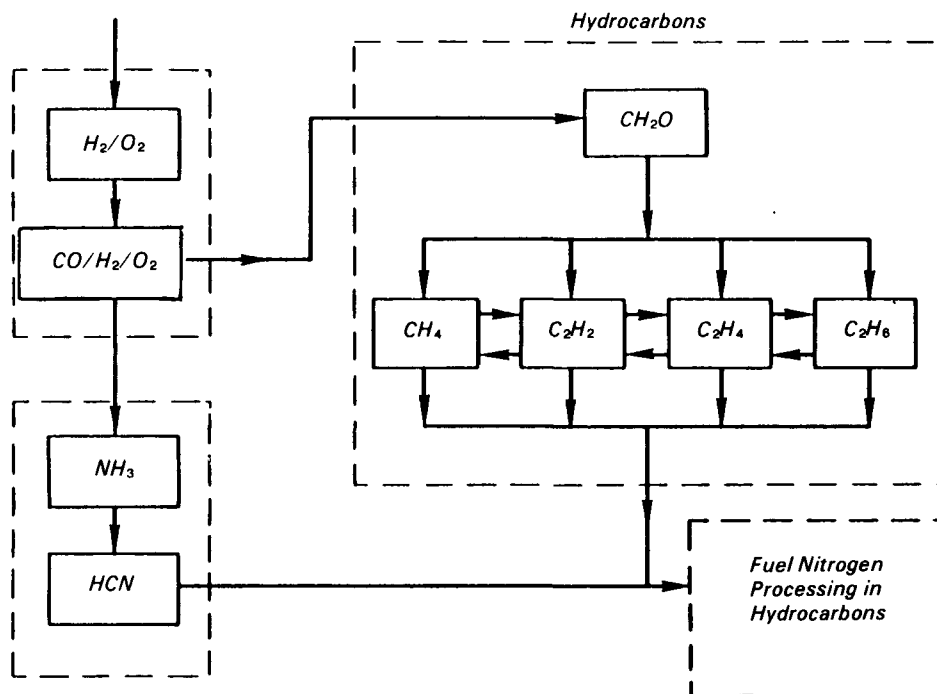 Hydrocarbons
H₂/O₂
CH₂O
CO/H₂/O₂
CH₄
C₂H₂
C₂H₄
C₂H₆
NH₃
HCN
Fuel Nitrogen
Processing in
Hydrocarbons